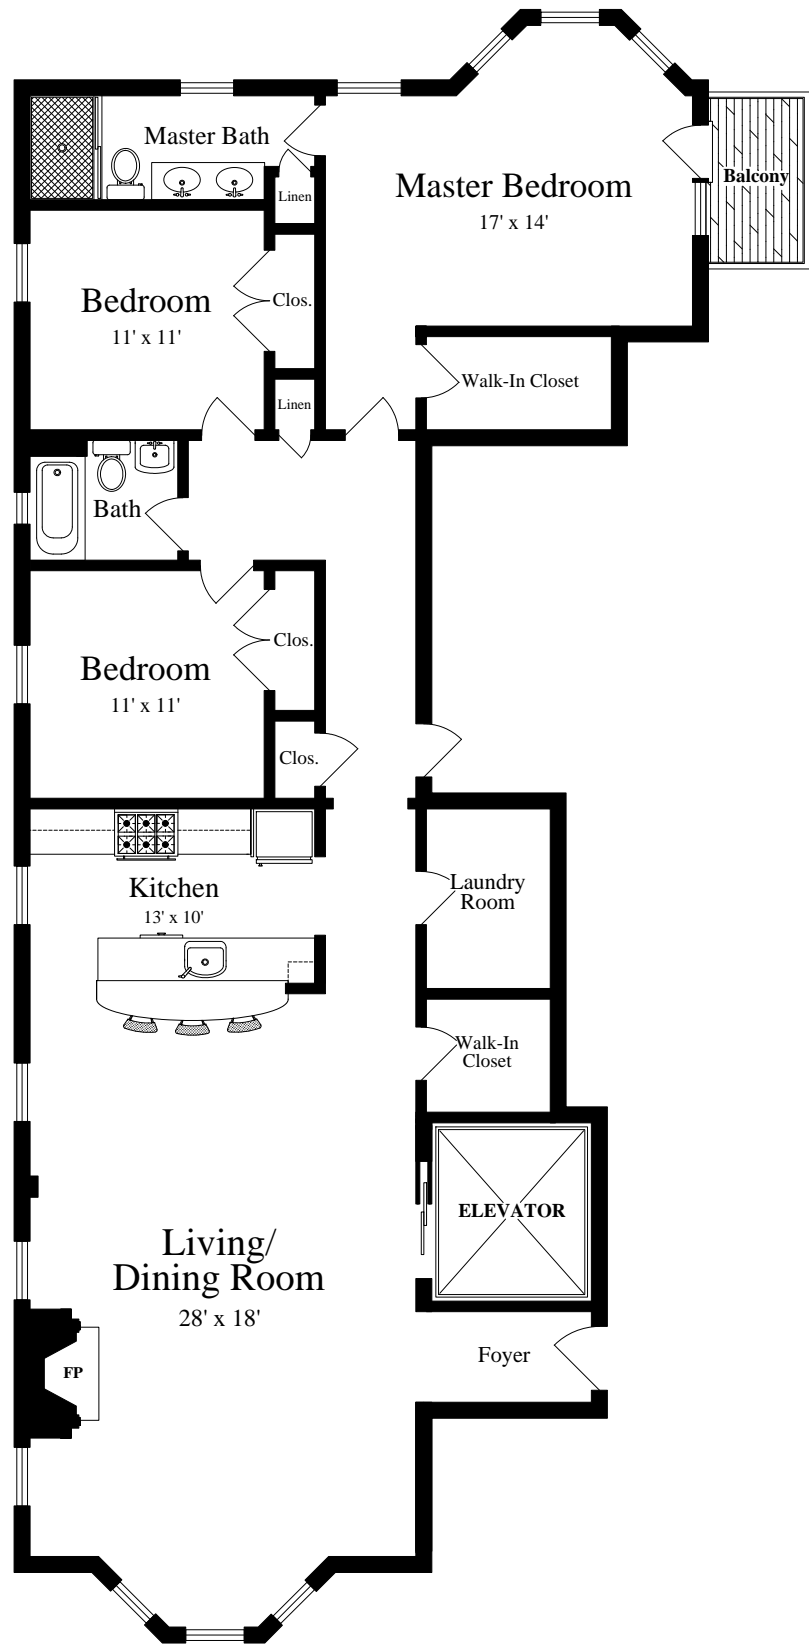 Master Bath
Linen
Master Bedroom
17' x 14'
Balcony
Bedroom
11' x 11'
Clos.
Linen
Walk-In Closet
Bath
Bedroom
11' x 11'
Clos.
Clos.
Kitchen
13' x 10'
Laundry
Room
Walk-In
Closet
ELEVATOR
Living/
Dining Room
28' x 18'
Foyer
FP